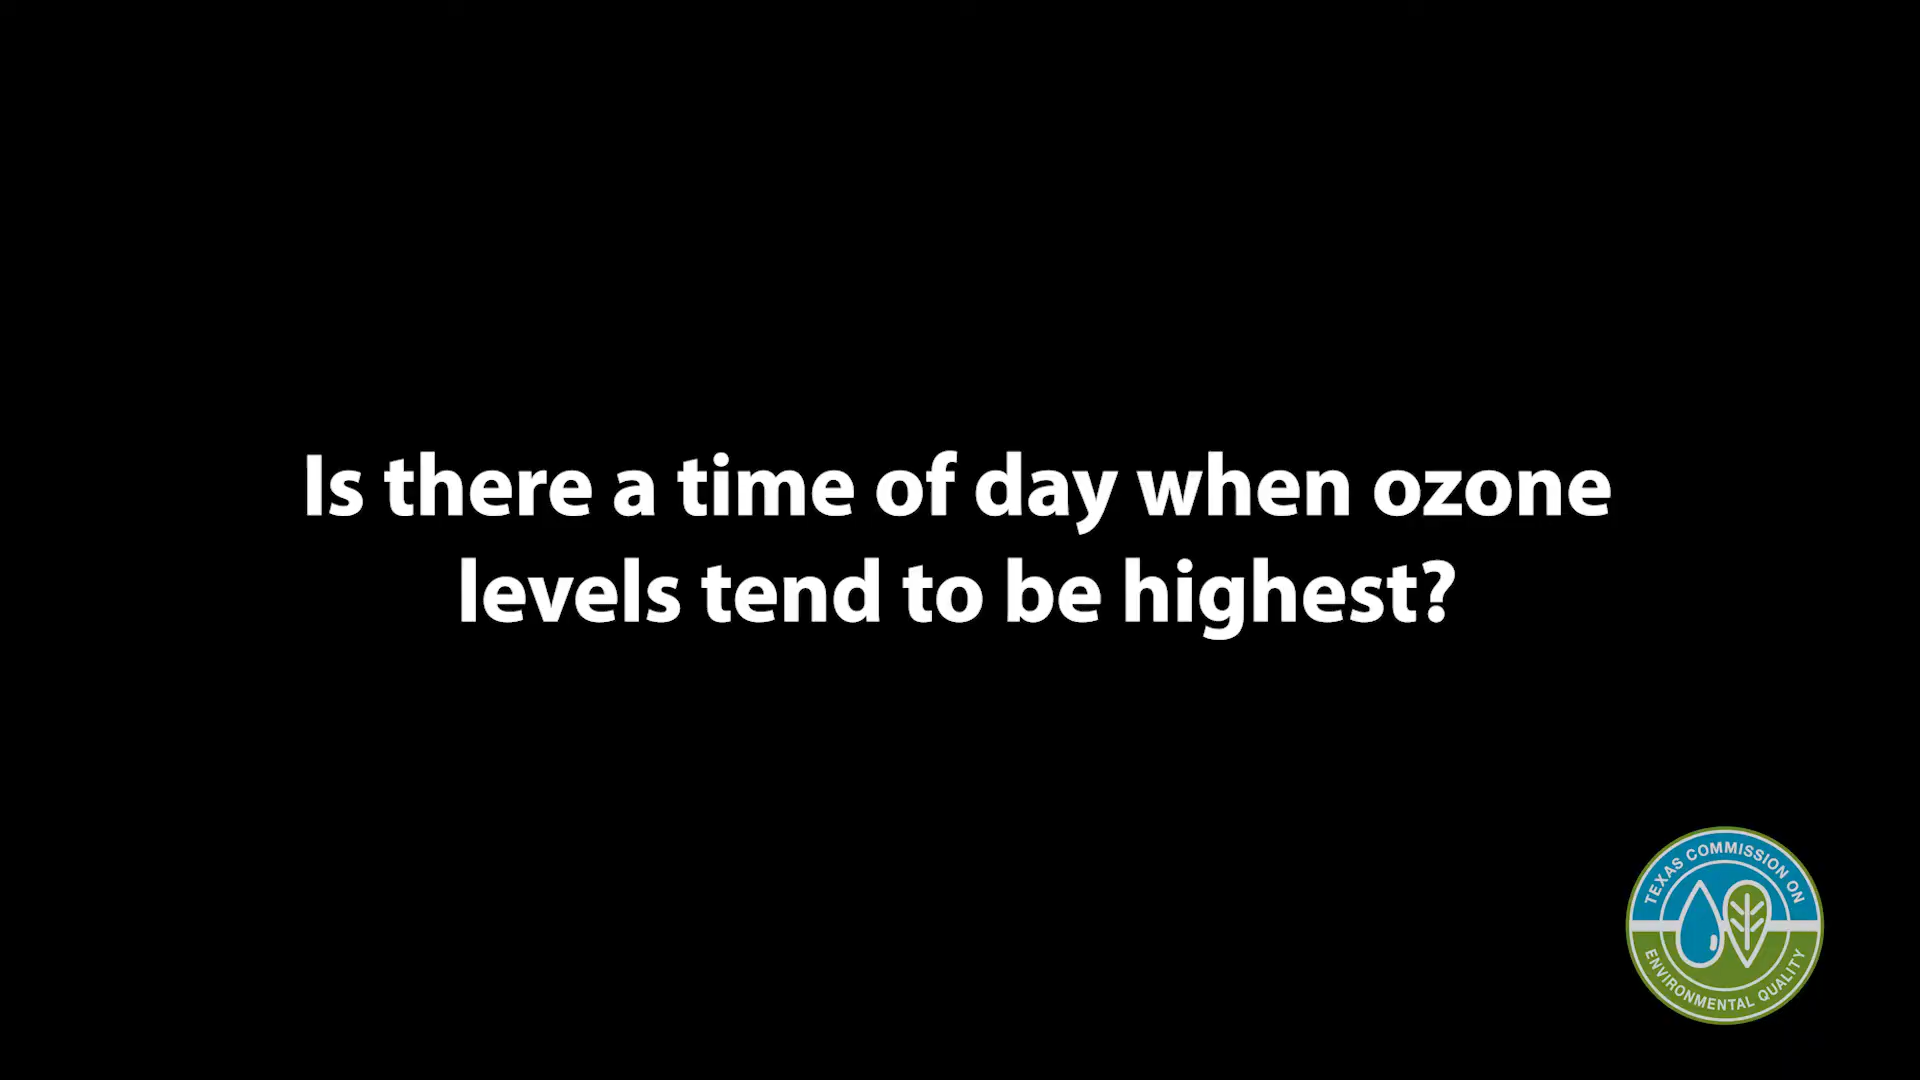 Is there a time of day when ozone
levels tend to be highest?
TEXAS COMMISSION ON
ENVIRONMENTAL QUALITY